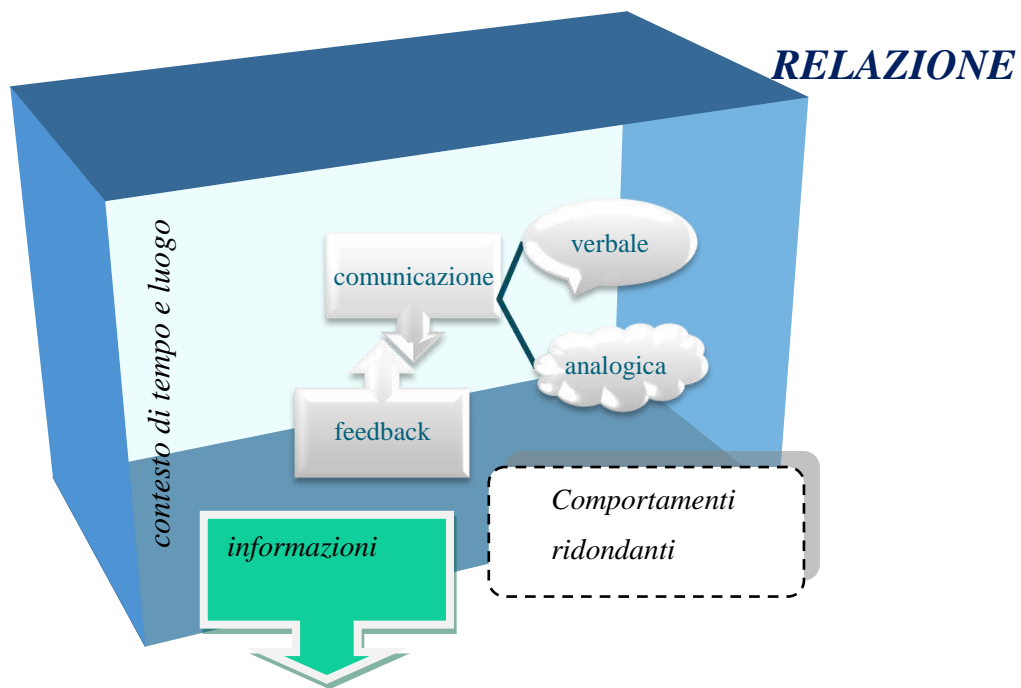 RELAZIONE
contesto di tempo e luogo
verbale
comunicazione
analogica
feedback
Comportamenti
ridondanti
informazioni